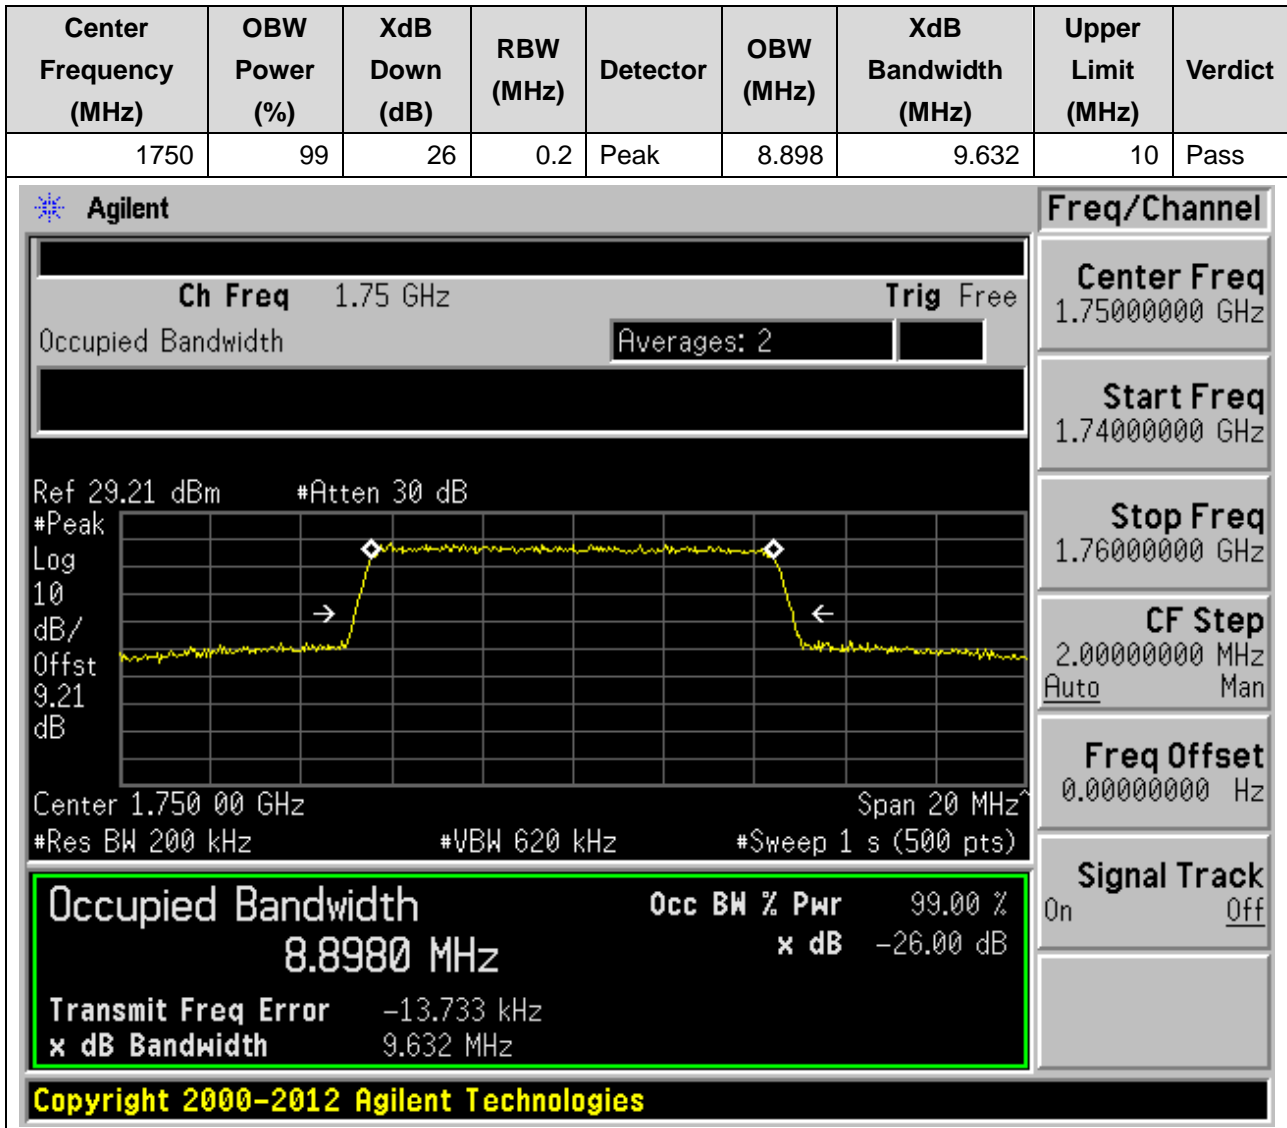 Center Frequency (MHz) OBW Power (%) XdB Down (dB) RBW (MHz) Detector OBW (MHz) XdB Bandwidth (MHz) Upper Limit (MHz) Verdict
1750 99 26 0.2 Peak 8.898 9.632 10 Pass
Agilent
Freq/Channel
Ch Freq 1.75 GHz Trig Free
Occupied Bandwidth Averages: 2
Center Freq
1.75000000 GHz
Start Freq
1.74000000 GHz
Stop Freq
1.76000000 GHz
CF Step
2.00000000 MHz
Auto Man
Freq Offset
0.00000000 Hz
Signal Track
On Off
Ref 29.21 dBm #Atten 30 dB
#Peak
Log
10
dB/
Offst
9.21
dB
Center 1.750 00 GHz Span 20 MHz^
#Res BW 200 kHz #VBW 620 kHz #Sweep 1 s (500 pts)
Occupied Bandwidth Occ BW % Pwr 99.00 %
8.8980 MHz x dB -26.00 dB
Transmit Freq Error -13.733 kHz
x dB Bandwidth 9.632 MHz
Copyright 2000-2012 Agilent Technologies